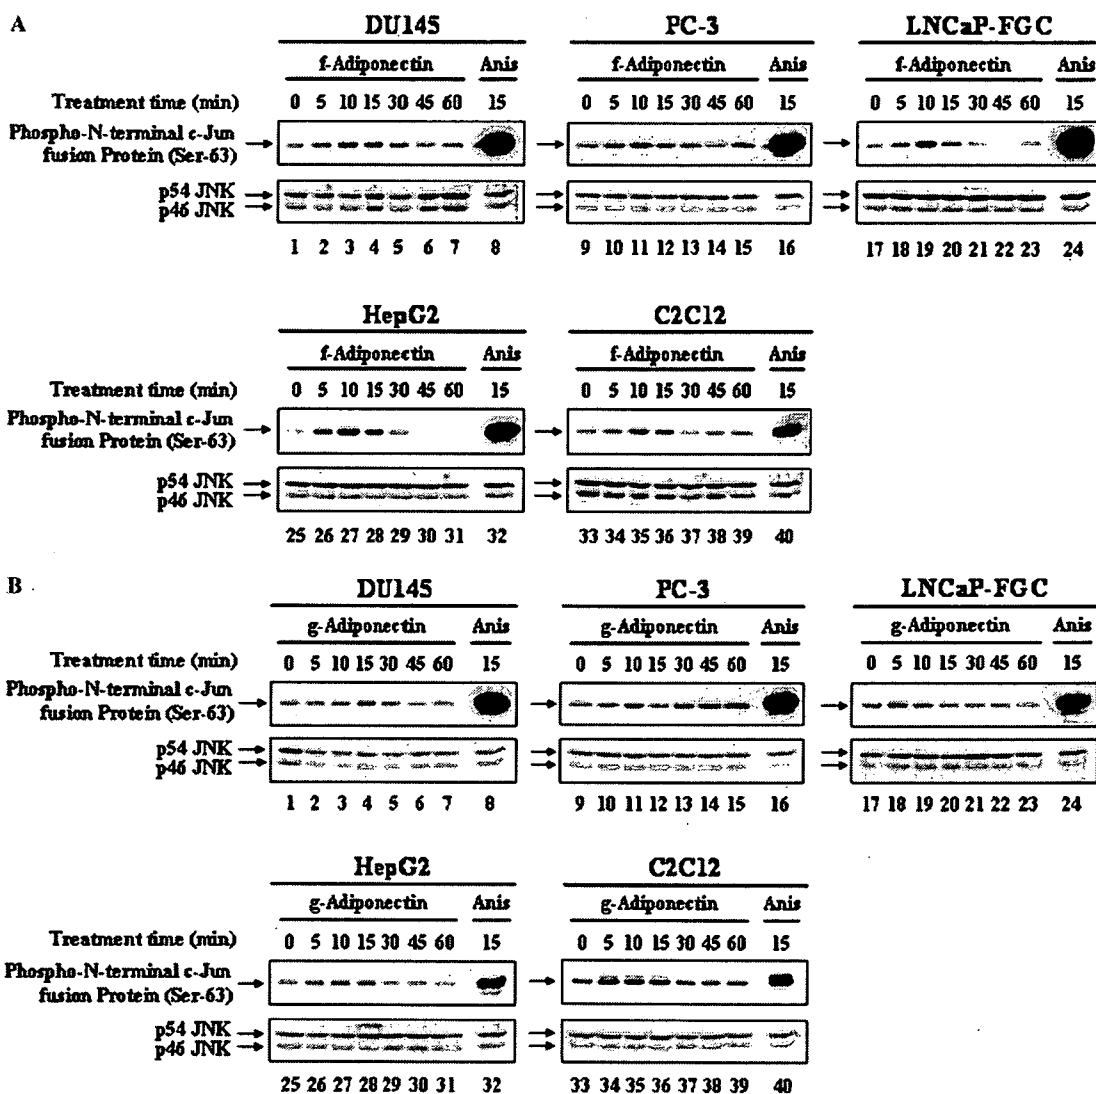 A
DU145 PC-3 LNCaP-FGC
f-Adiponectin Anis f-Adiponectin Anis f-Adiponectin Anis
Treatment time (min) 0 5 10 15 30 45 60 15 0 5 10 15 30 45 60 15 0 5 10 15 30 45 60 15
Phospho-N-terminal c-Jun
fusion Protein (Ser-63)
p54 JNK
p46 JNK
1 2 3 4 5 6 7 8 9 10 11 12 13 14 15 16 17 18 19 20 21 22 23 24
HepG2 C2C12
f-Adiponectin Anis f-Adiponectin Anis
Treatment time (min) 0 5 10 15 30 45 60 15 0 5 10 15 30 45 60 15
Phospho-N-terminal c-Jun
fusion Protein (Ser-63)
p54 JNK
p46 JNK
25 26 27 28 29 30 31 32 33 34 35 36 37 38 39 40
B
DU145 PC-3 LNCaP-FGC
g-Adiponectin Anis g-Adiponectin Anis g-Adiponectin Anis
Treatment time (min) 0 5 10 15 30 45 60 15 0 5 10 15 30 45 60 15 0 5 10 15 30 45 60 15
Phospho-N-terminal c-Jun
fusion Protein (Ser-63)
p54 JNK
p46 JNK
1 2 3 4 5 6 7 8 9 10 11 12 13 14 15 16 17 18 19 20 21 22 23 24
HepG2 C2C12
g-Adiponectin Anis g-Adiponectin Anis
Treatment time (min) 0 5 10 15 30 45 60 15 0 5 10 15 30 45 60 15
Phospho-N-terminal c-Jun
fusion Protein (Ser-63)
p54 JNK
p46 JNK
25 26 27 28 29 30 31 32 33 34 35 36 37 38 39 40